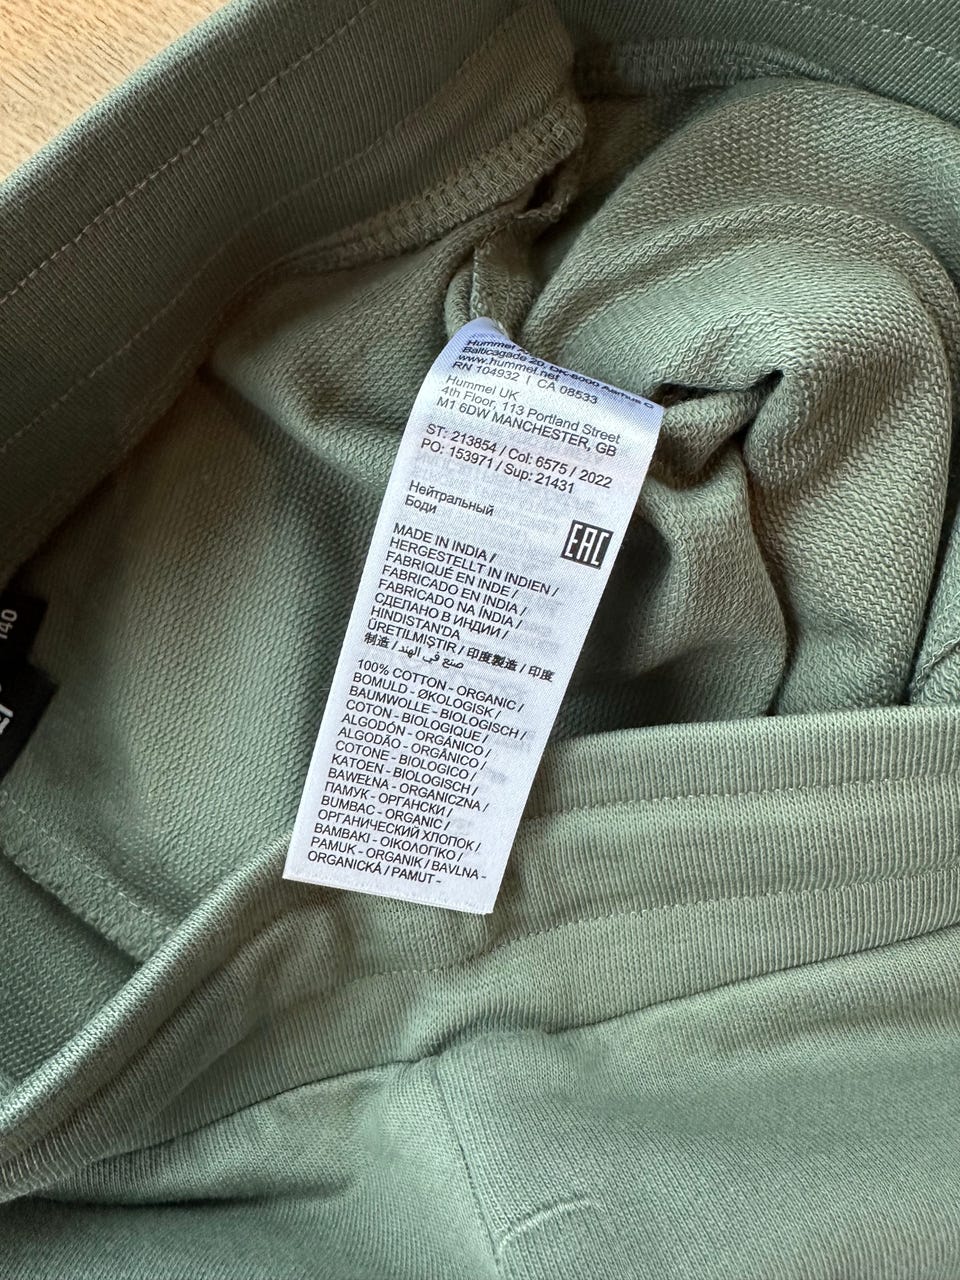 Hummel
Balticagade 20, DK-8000 Aarhus C
www.hummel.net
RN 104932 | CA 08533
Hummel UK
4th Floor, 113 Portland Street
M1 6DW MANCHESTER, GB
ST: 213854 / Col: 6575 / 2022
PO: 153971 / Sup: 21431
Нейтральный
Боди
EAC
MADE IN INDIA /
HERGESTELLT IN INDIEN /
FABRIQUÉ EN INDE /
FABRICADO EN INDIA /
FABRICADO NA ÍNDIA /
СДЕЛАНО В ИНДИИ /
HINDISTAN'DA
ÜRETILMIŞTIR / 印度製造 / 印度
制造 / صنع في الهند
100% COTTON - ORGANIC /
BOMULD - ØKOLOGISK /
BAUMWOLLE - BIOLOGISCH /
COTON - BIOLOGIQUE /
ALGODÓN - ORGÁNICO /
ALGODÃO - ORGÂNICO /
COTONE - BIOLOGICO /
KATOEN - BIOLOGISCH /
BAWEŁNA - ORGANICZNA /
ПАМУК - ОРГАНСКИ /
BUMBAC - ORGANIC /
ОРГАНИЧЕСКИЙ ХЛОПОК /
ΒΑΜΒΑΚΙ - ΟΙΚΟΛΟΓΙΚΟ /
PAMUK - ORGANIK / BAVLNA -
ORGANICKÁ / PAMUT -
140